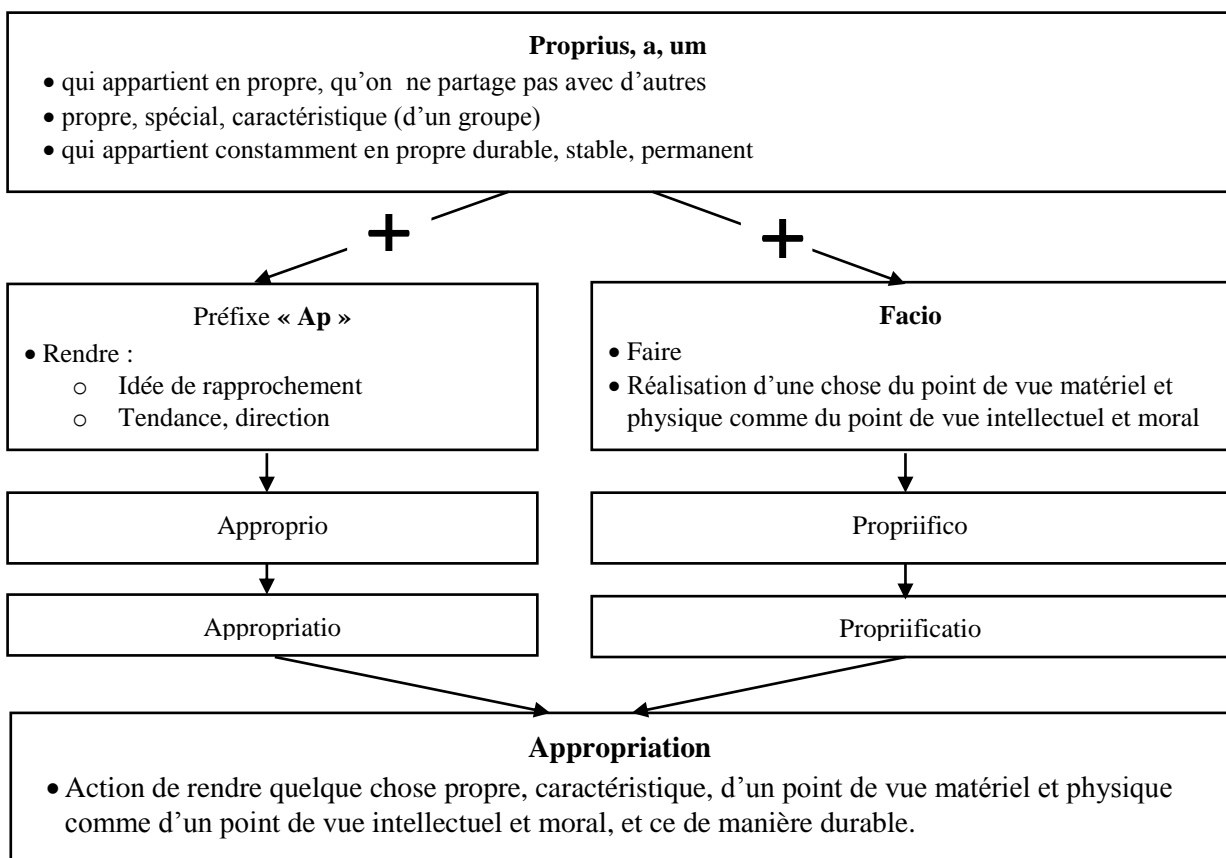 Proprius, a, um
• qui appartient en propre, qu’on ne partage pas avec d’autres
• propre, spécial, caractéristique (d’un groupe)
• qui appartient constamment en propre durable, stable, permanent
+
+
Préfixe « Ap »
• Rendre :
o Idée de rapprochement
o Tendance, direction
Facio
• Faire
• Réalisation d’une chose du point de vue matériel et
physique comme du point de vue intellectuel et moral
Approprio
Propriifico
Appropriatio
Propriificatio
Appropriation
• Action de rendre quelque chose propre, caractéristique, d’un point de vue matériel et physique
comme d’un point de vue intellectuel et moral, et ce de manière durable.